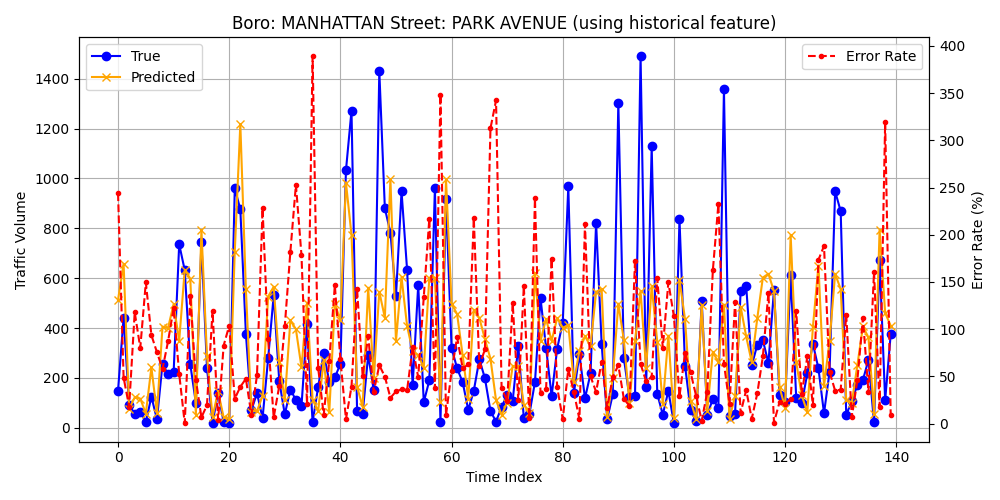 Boro: MANHATTAN Street: PARK AVENUE (using historical feature)
True
Predicted
Error Rate
Traffic Volume
1400
1200
1000
800
600
400
200
0
400
350
300
250
200
150
100
50
0
Error Rate (%)
0 20 40 60 80 100 120 140
Time Index